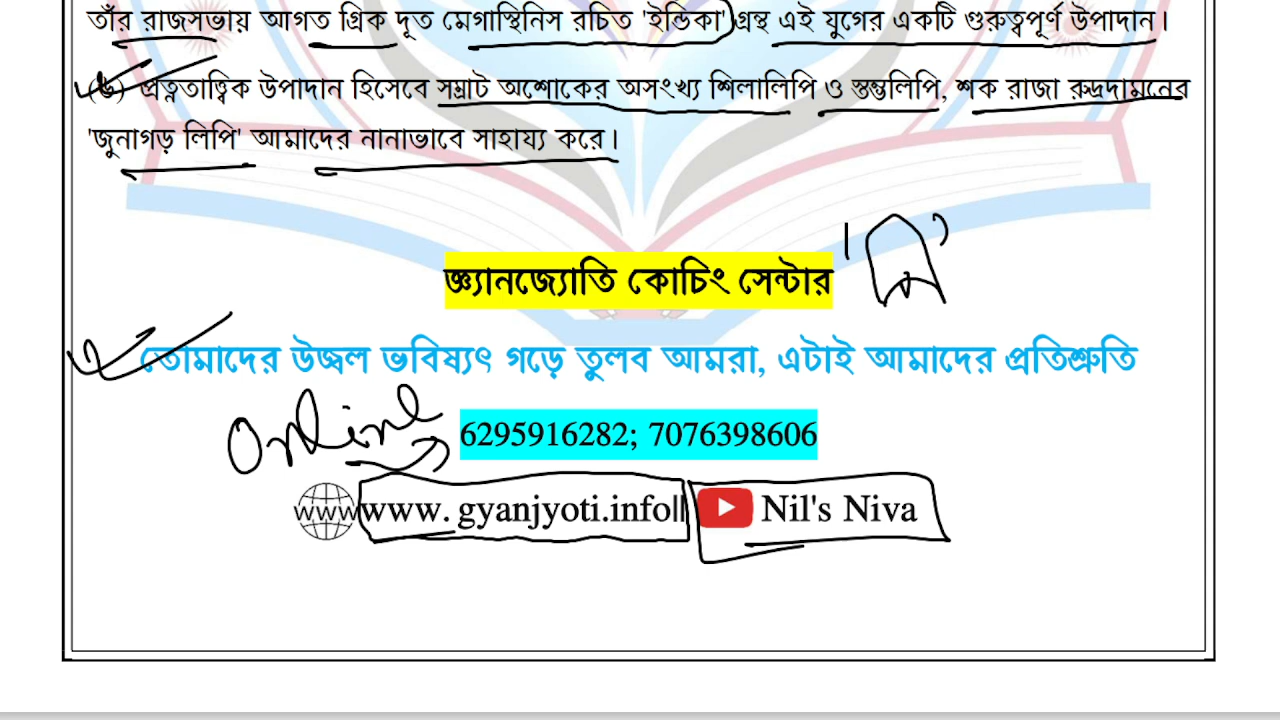 তাঁর রাজসভায় আগত গ্রিক দূত মেগাস্থিনিস রচিত 'ইন্ডিকা' গ্রন্থ এই যুগের একটি গুরুত্বপূর্ণ উপাদান।
(৬) প্রত্নতাত্ত্বিক উপাদান হিসেবে সম্রাট অশোকের অসংখ্য শিলালিপি ও স্তম্ভলিপি, শক রাজা রুদ্রদামনের
'জুনাগড় লিপি' আমাদের নানাভাবে সাহায্য করে।
জ্ঞ্যানজ্যোতি কোচিং সেন্টার
তোমাদের উজ্জ্বল ভবিষ্যৎ গড়ে তুলব আমরা, এটাই আমাদের প্রতিশ্রুতি
Online 6295916282; 7076398606
www www. gyanjyoti.info|| Nil's Niva